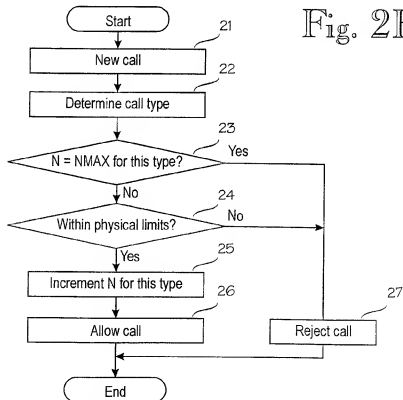 Start
Fig. 2
21
New call
22
Determine call type
23
N = NMAX for this type?
Yes
No
24
Within physical limits?
No
Yes
25
Increment N for this type
26
Allow call
27
Reject call
End